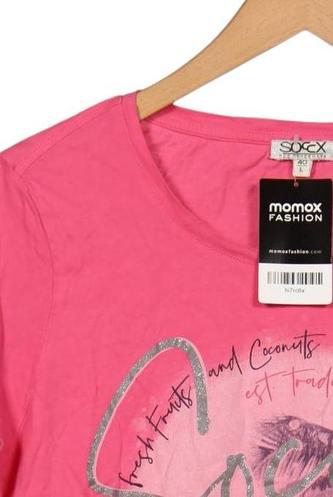 SOCCX
40
L
momox
FASHION
momoxfashion.com
Fresh Fruits and Coconuts
est trad